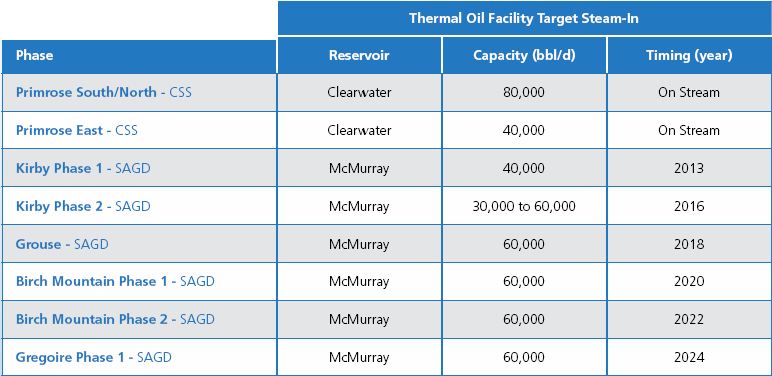 Thermal Oil Facility Target Steam-In
Phase Reservoir Capacity (bbl/d) Timing (year)
Primrose South/North - CSS Clearwater 80,000 On Stream
Primrose East - CSS Clearwater 40,000 On Stream
Kirby Phase 1 - SAGD McMurray 40,000 2013
Kirby Phase 2 - SAGD McMurray 30,000 to 60,000 2016
Grouse - SAGD McMurray 60,000 2018
Birch Mountain Phase 1 - SAGD McMurray 60,000 2020
Birch Mountain Phase 2 - SAGD McMurray 60,000 2022
Gregoire Phase 1 - SAGD McMurray 60,000 2024